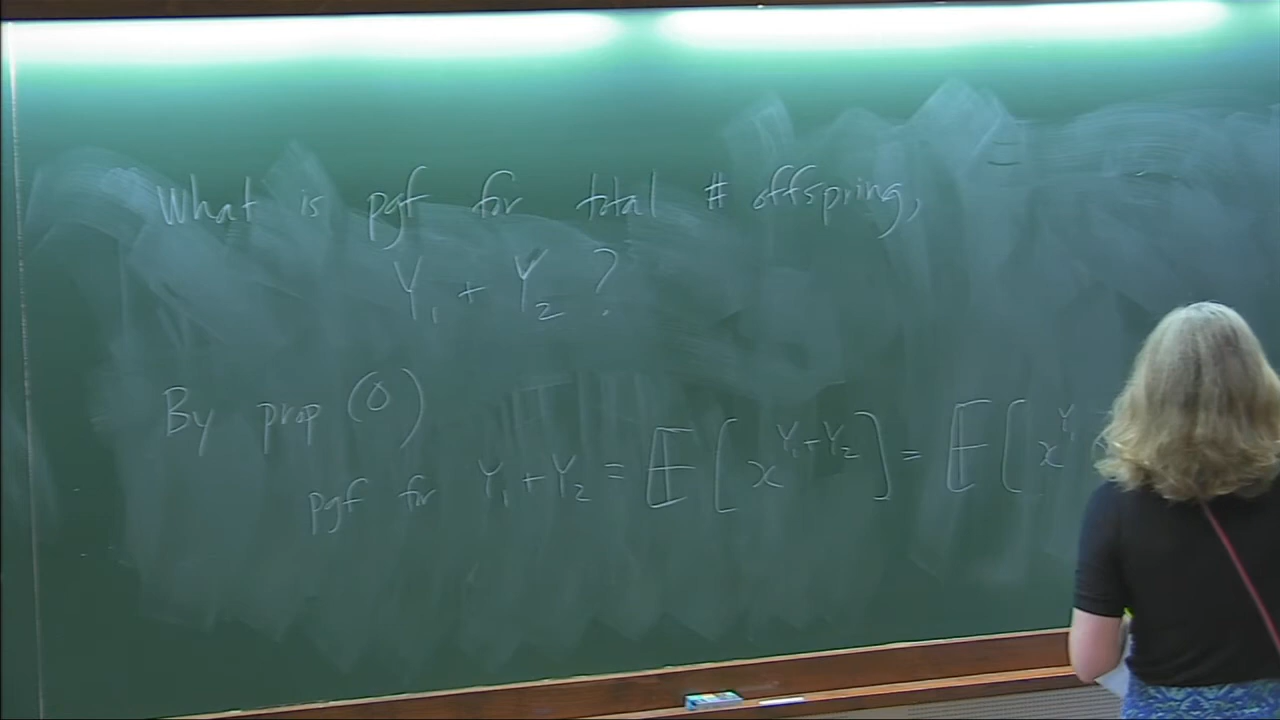 What is pgf for total # offspring,
Y₁ + Y₂ ?
By prop (0)
pgf for Y₁ + Y₂ = E[x^{Y₁+Y₂}] = E[x^{Y₁}